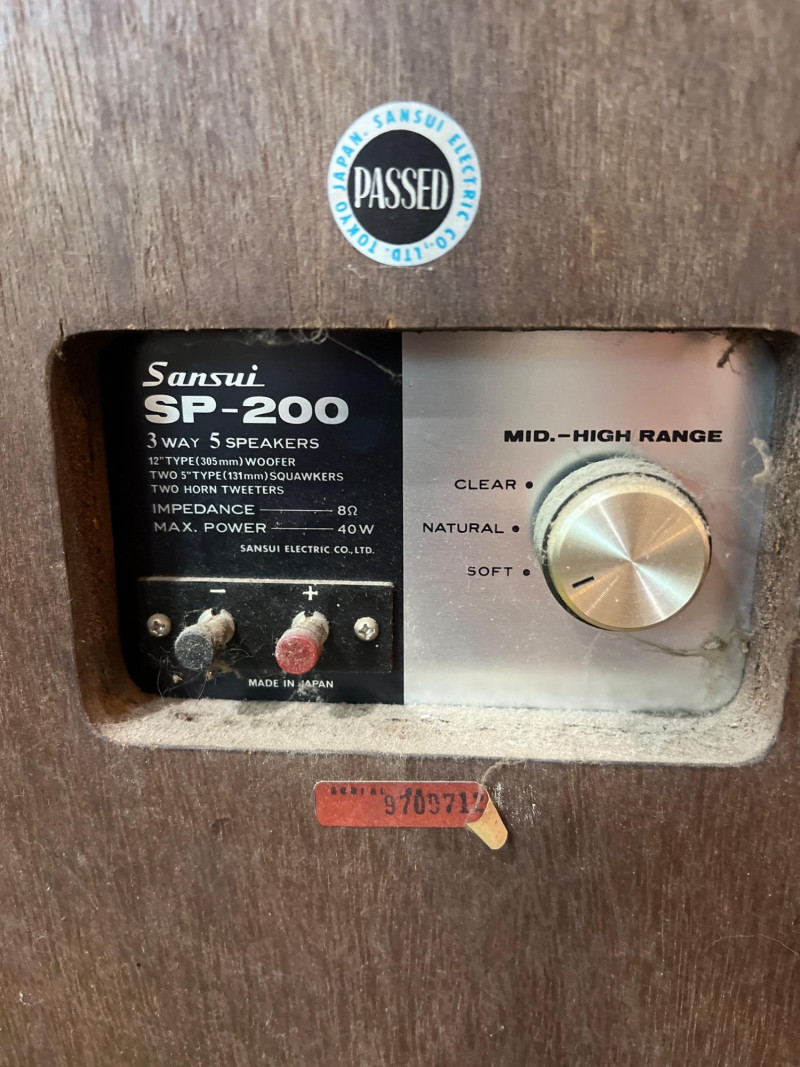 TOKYO JAPAN. SANSUI ELECTRIC CO., LTD.
PASSED
Sansui
SP-200
3 WAY 5 SPEAKERS
12" TYPE (305mm) WOOFER
TWO 5" TYPE (131mm) SQUAWKERS
TWO HORN TWEETERS
IMPEDANCE 8Ω
MAX. POWER 40 W
SANSUI ELECTRIC CO., LTD.
− +
MADE IN JAPAN
MID.-HIGH RANGE
CLEAR •
NATURAL •
SOFT •